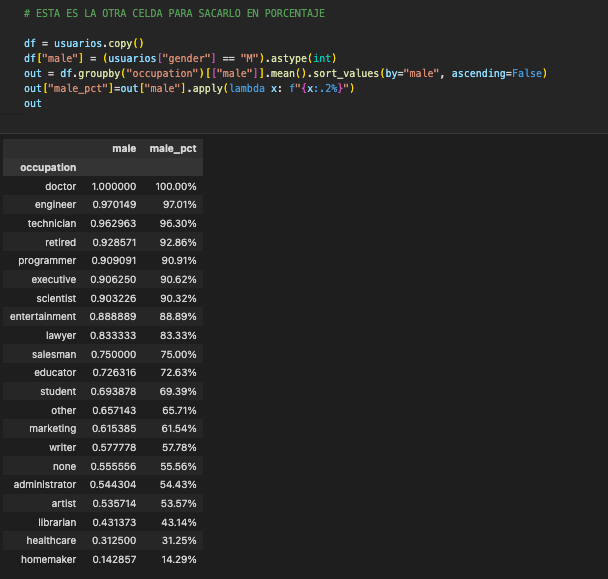 # ESTA ES LA OTRA CELDA PARA SACARLO EN PORCENTAJE
df = usuarios.copy()
df["male"] = (usuarios["gender"] == "M").astype(int)
out = df.groupby("occupation")[["male"]].mean().sort_values(by="male", ascending=False)
out["male_pct"]=out["male"].apply(lambda x: f"{x:.2%}")
out
male male_pct
occupation
doctor 1.000000 100.00%
engineer 0.970149 97.01%
technician 0.962963 96.30%
retired 0.928571 92.86%
programmer 0.909091 90.91%
executive 0.906250 90.62%
scientist 0.903226 90.32%
entertainment 0.888889 88.89%
lawyer 0.833333 83.33%
salesman 0.750000 75.00%
educator 0.726316 72.63%
student 0.693878 69.39%
other 0.657143 65.71%
marketing 0.615385 61.54%
writer 0.577778 57.78%
none 0.555556 55.56%
administrator 0.544304 54.43%
artist 0.535714 53.57%
librarian 0.431373 43.14%
healthcare 0.312500 31.25%
homemaker 0.142857 14.29%